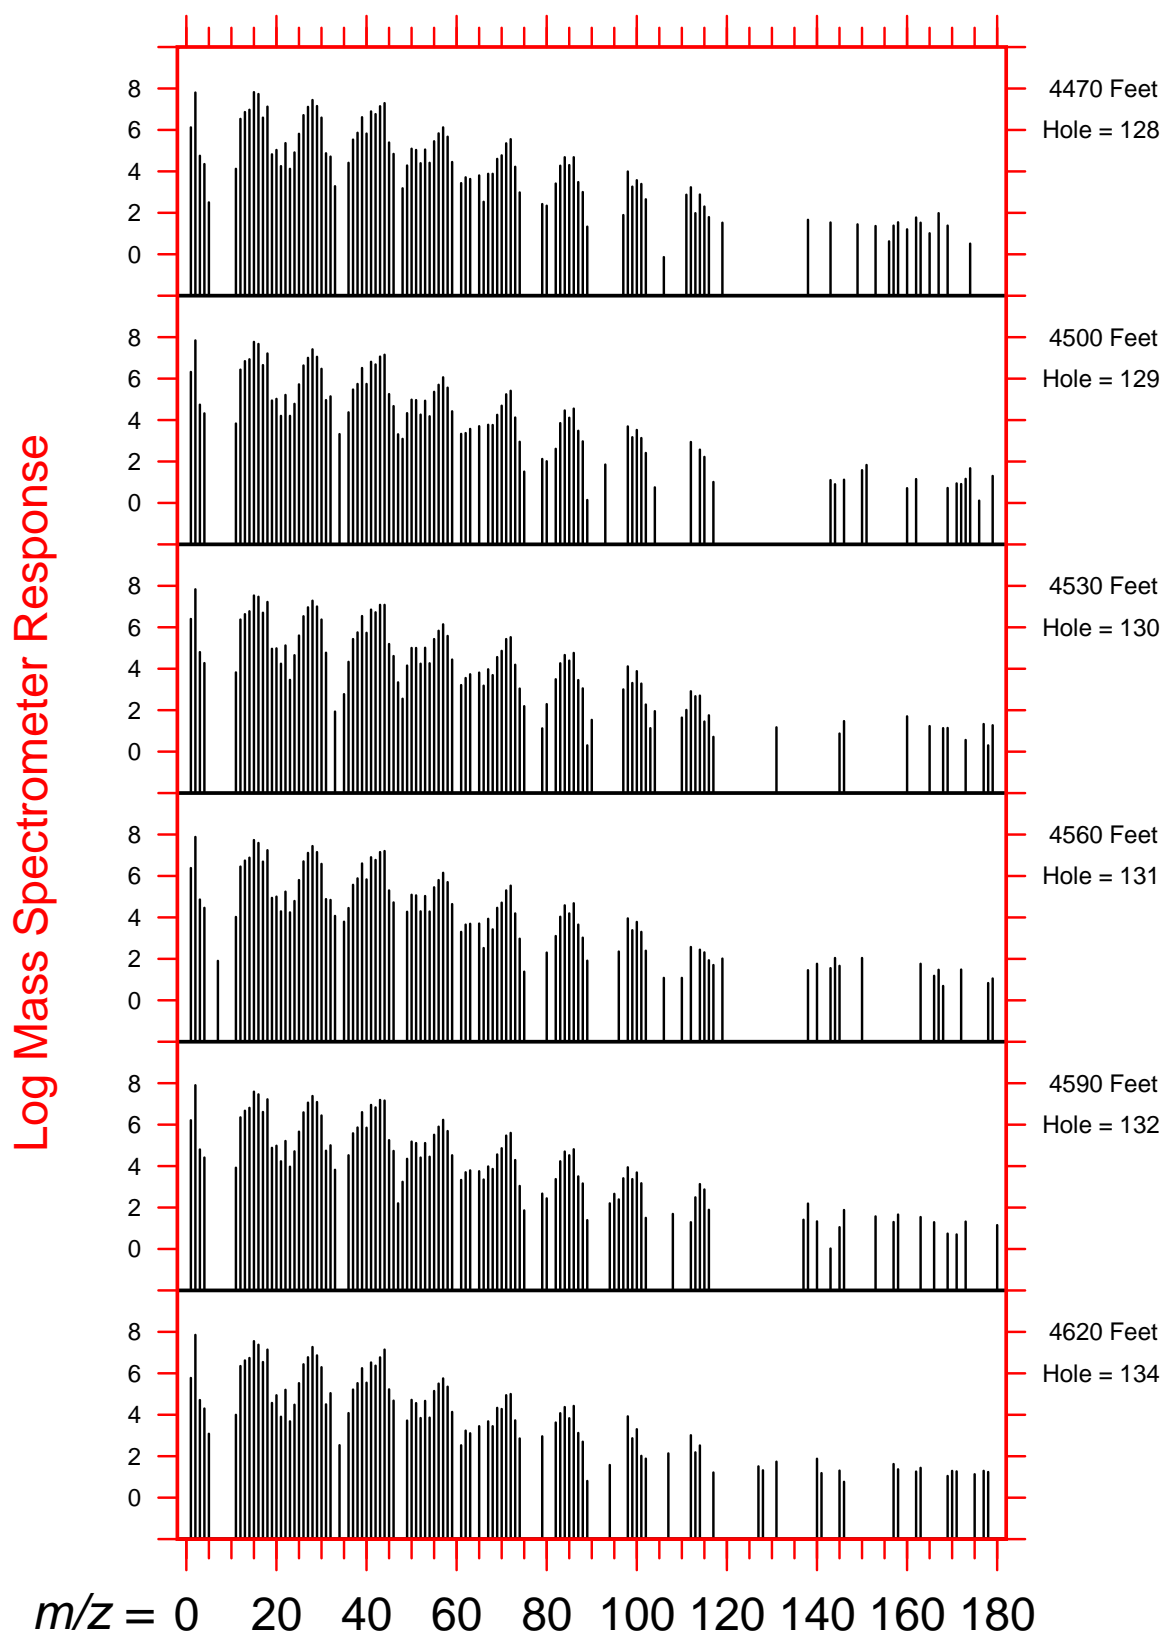 Log Mass Spectrometer Response
8
6
4
2
0
4470 Feet
Hole = 128
8
6
4
2
0
4500 Feet
Hole = 129
8
6
4
2
0
4530 Feet
Hole = 130
8
6
4
2
0
4560 Feet
Hole = 131
8
6
4
2
0
4590 Feet
Hole = 132
8
6
4
2
0
4620 Feet
Hole = 134
m/z = 0 20 40 60 80 100 120 140 160 180